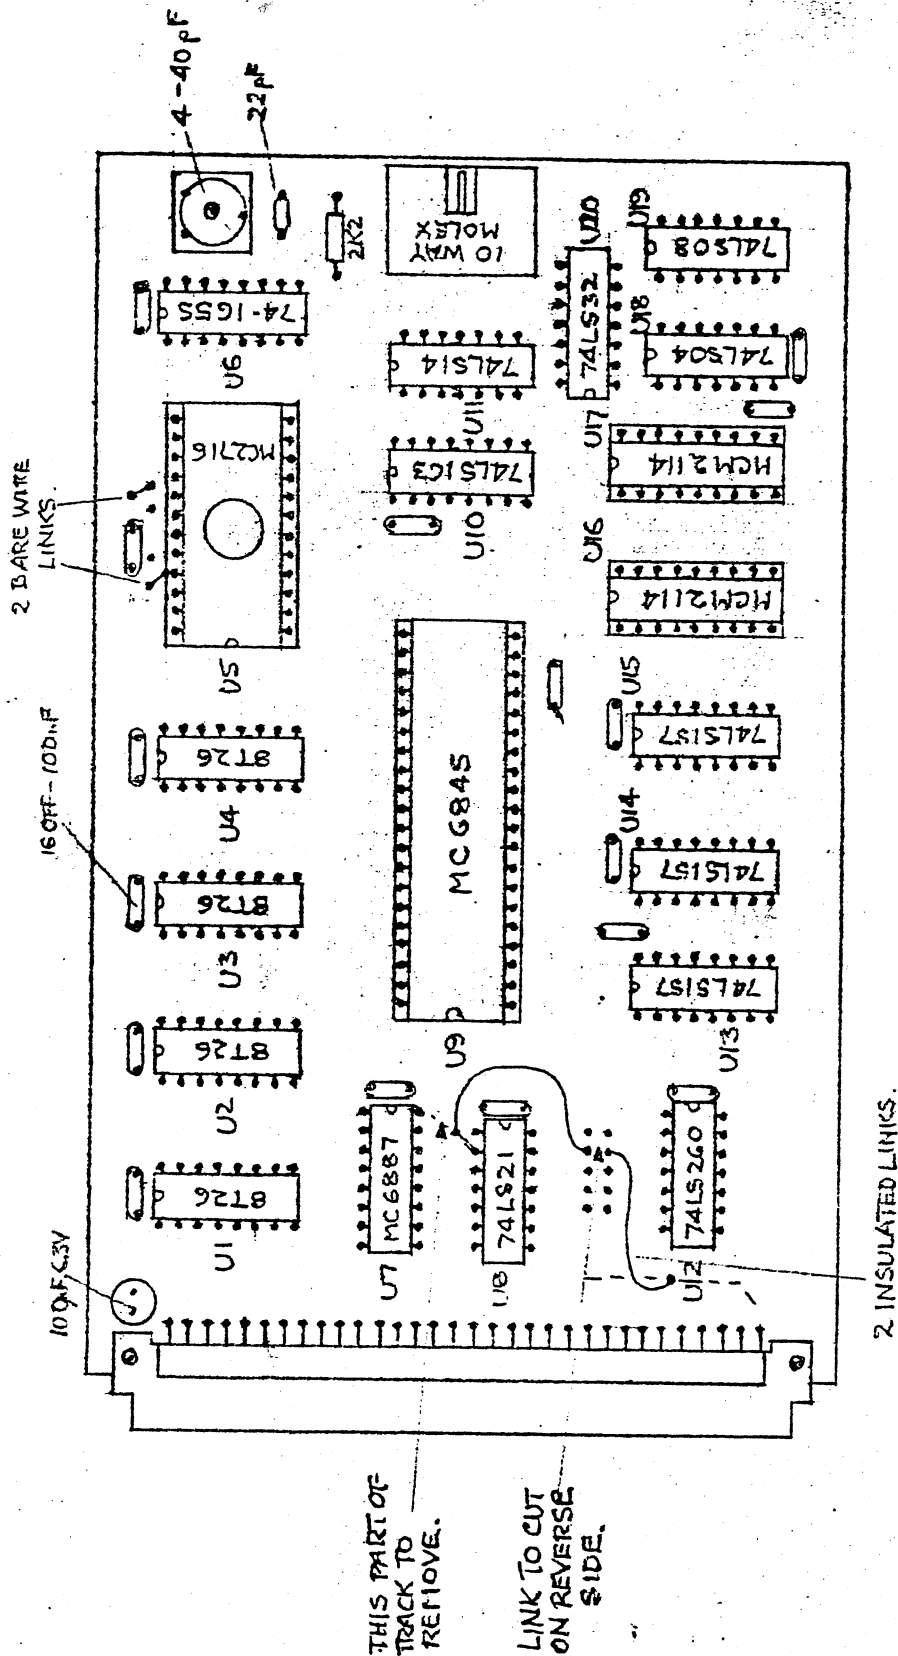 4-40pF
22pF
2K2
10 WAY
MOLEX
2 BARE WIRE
LINKS.
16 OFF-100nF
100µF, 6.3V
74-165S
U6
MC2716
U5
8T26
U4
8T26
U3
8T26
U2
8T26
U1
74LS14
U11
74LS163
U10
MC6845
U9
MC6887
U7
74LS21
U8
74LS32
U20
74LS08
U19
74LS04
U18
MCM2114
U17
MCM2114
U16
74LS157
U15
74LS157
U14
74LS157
U13
74LS260
U12
THIS PART OF
TRACK TO
REMOVE.
LINK TO CUT
ON REVERSE
SIDE.
2 INSULATED LINKS.